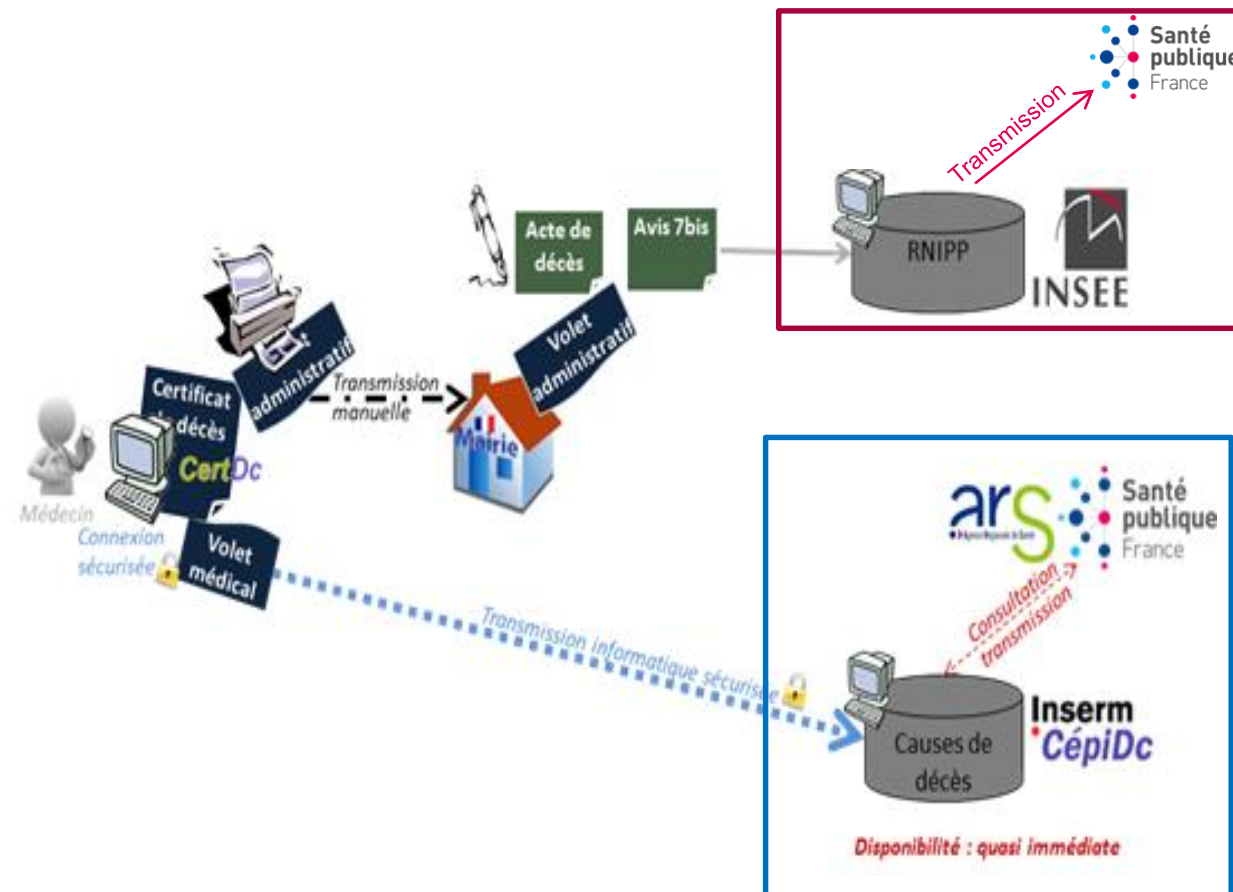 Santé
publique
France
Transmission
RNIPP
INSEE
Acte de
décès
Avis 7bis
Volet
administratif
administratif
Certificat
décès
CertDc
Médecin
Connexion
sécurisée
Volet
médical
Transmission
manuelle
Mairie
Transmission informatique sécurisée
ars
Santé
publique
France
Consultation
transmission
Causes de
décès
Inserm
CépiDc
Disponibilité : quasi immédiate